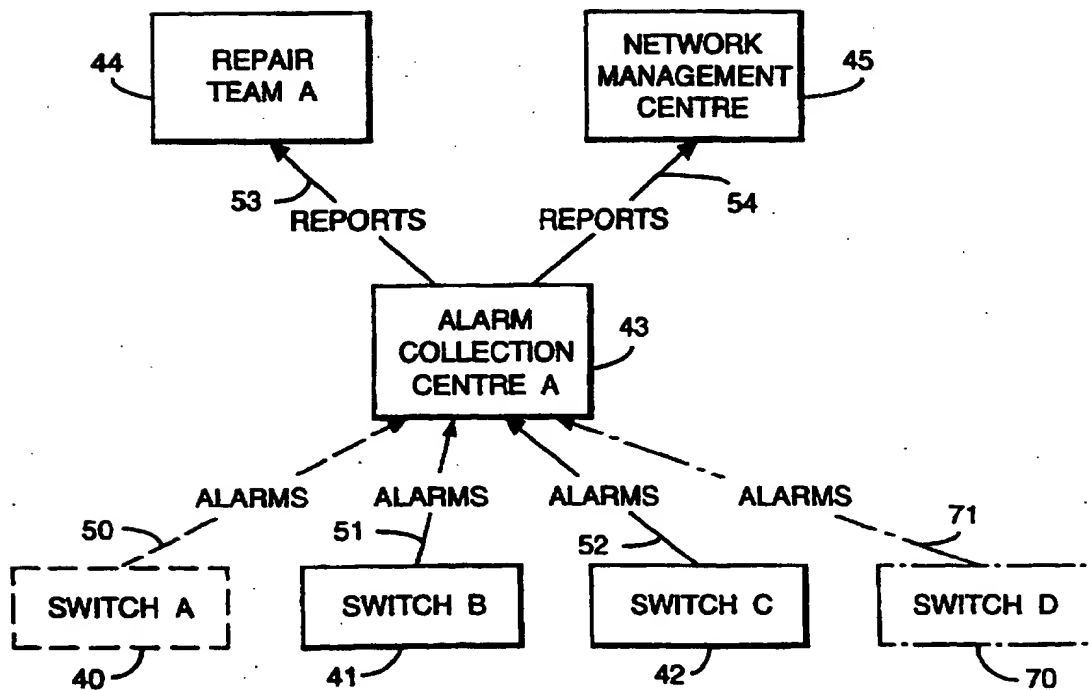 44
REPAIR
TEAM A
NETWORK
MANAGEMENT
CENTRE
45
53
54
REPORTS
REPORTS
ALARM
COLLECTION
CENTRE A
43
ALARMS
ALARMS
ALARMS
ALARMS
50
51
52
71
SWITCH A
SWITCH B
SWITCH C
SWITCH D
40
41
42
70